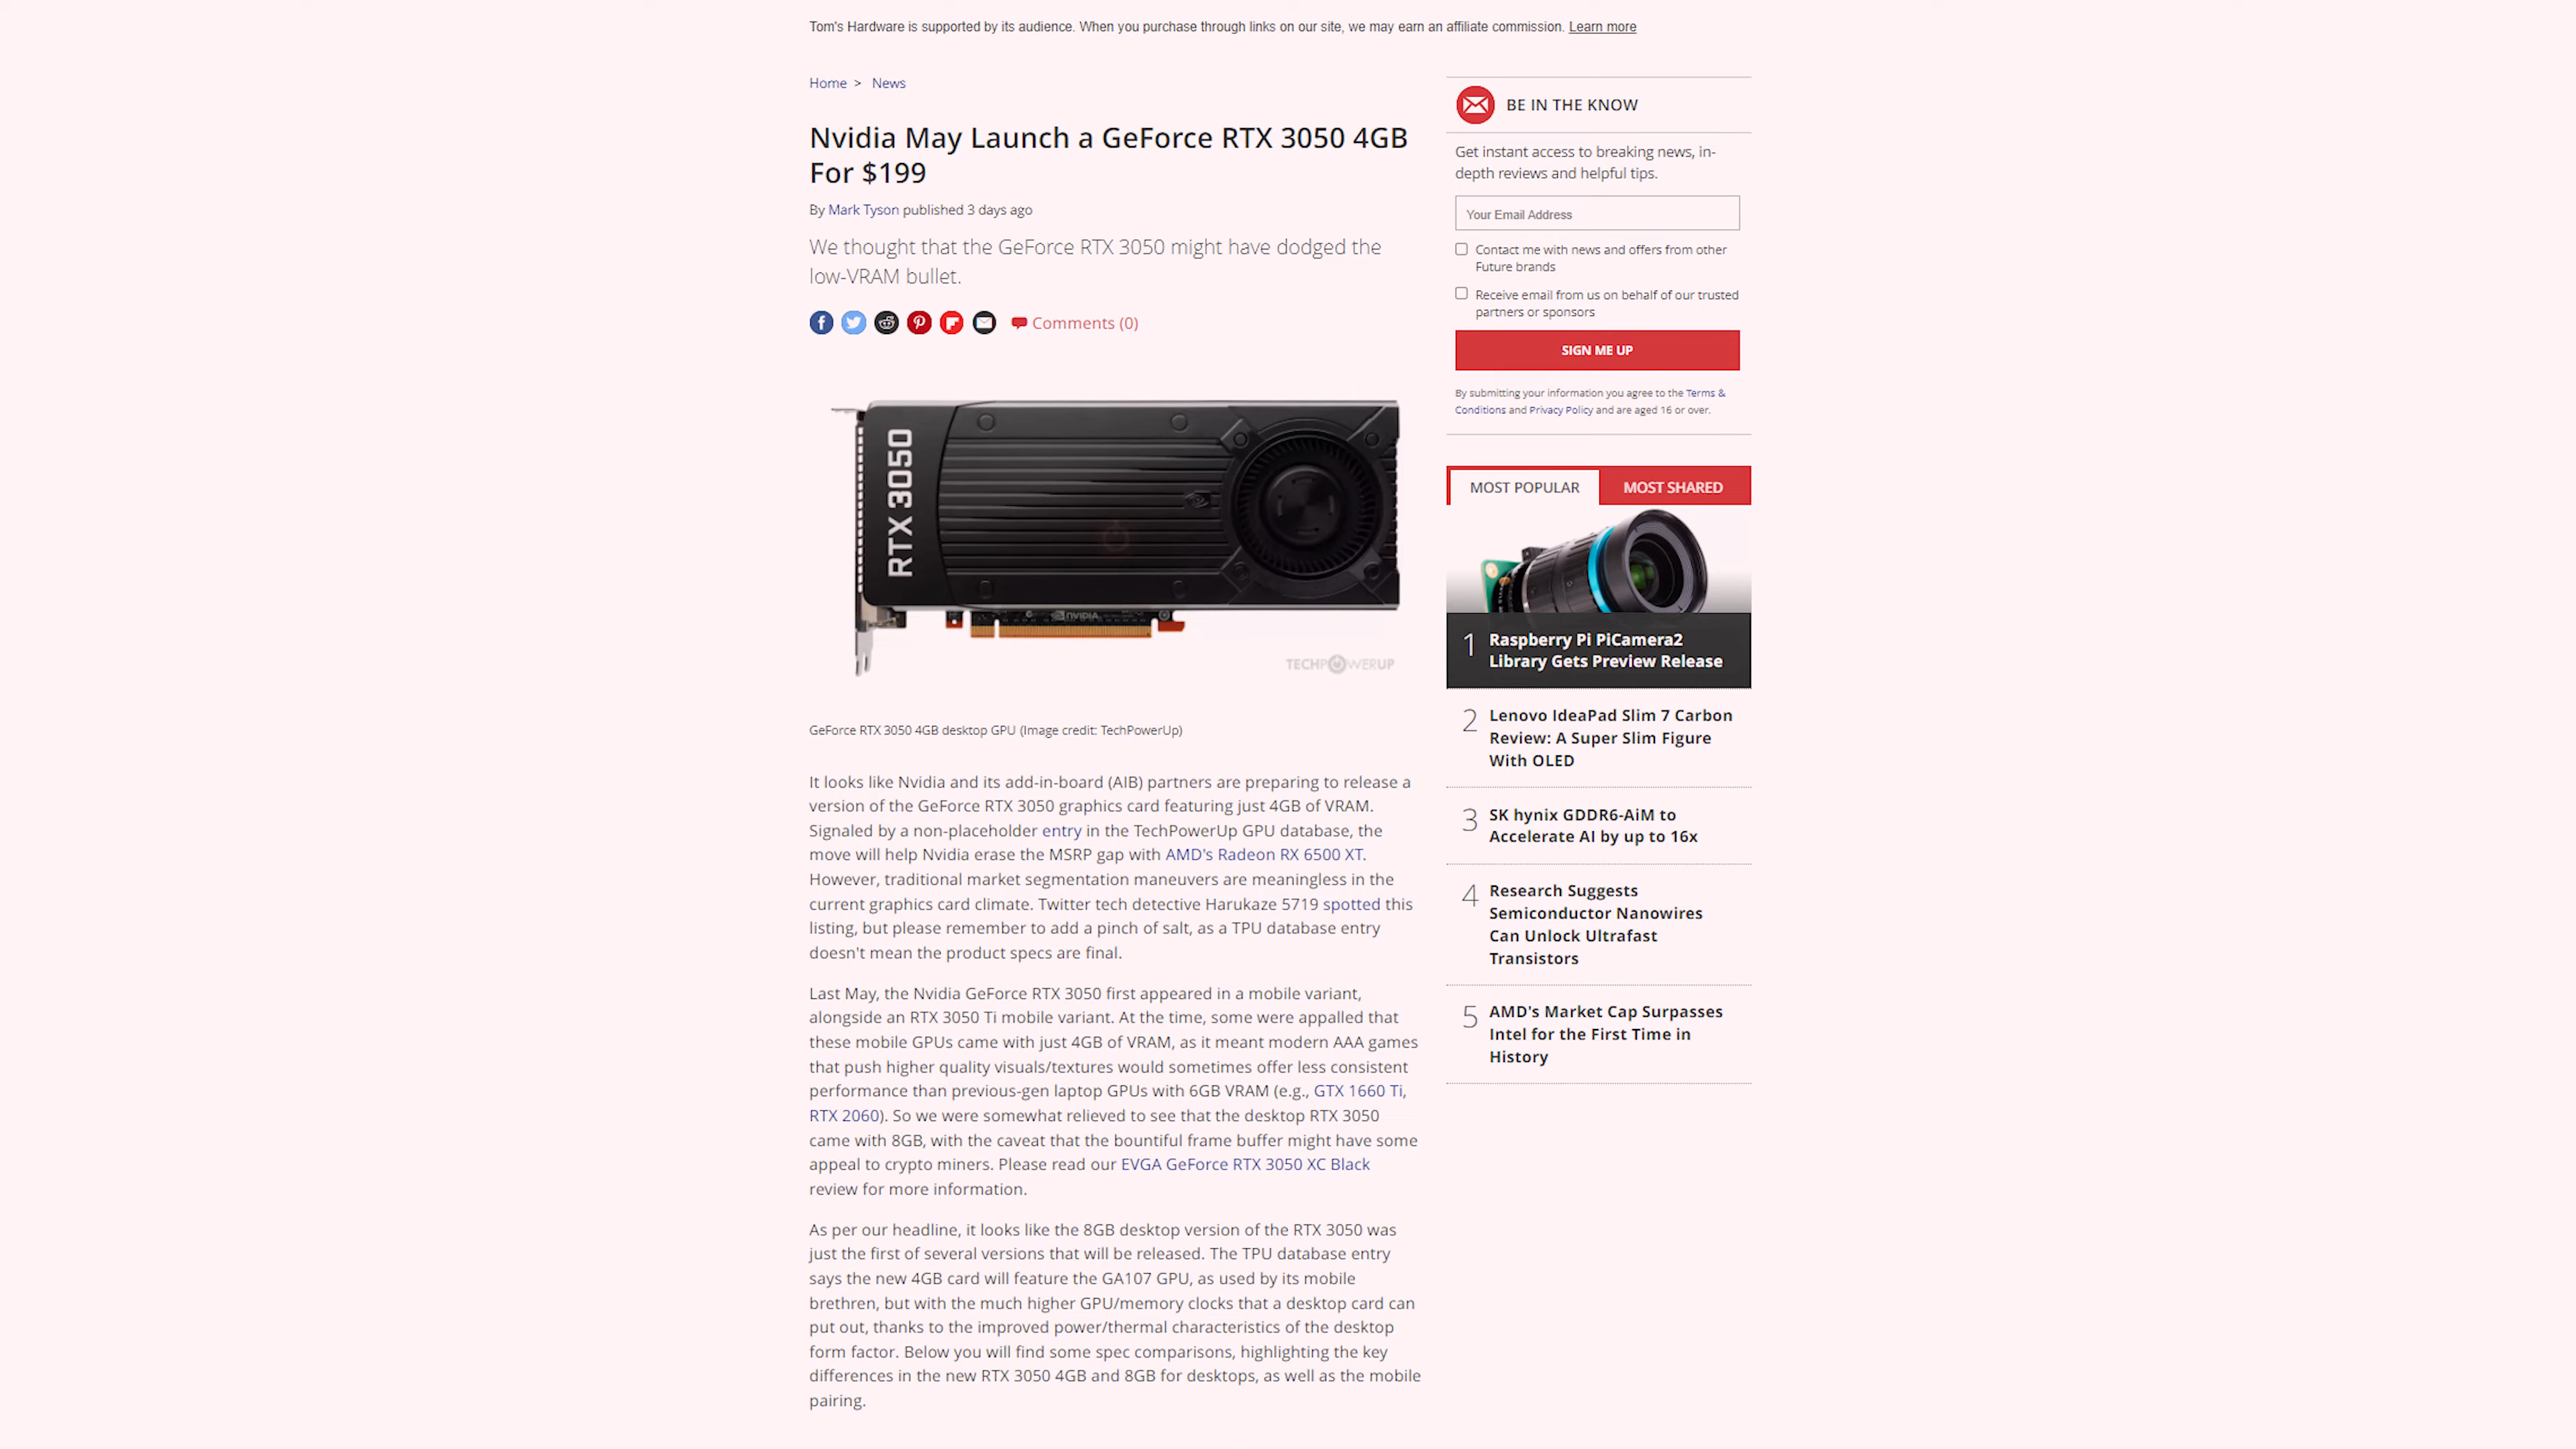 Tom's Hardware is supported by its audience. When you purchase through links on our site, we may earn an affiliate commission. Learn more
Home > News
Nvidia May Launch a GeForce RTX 3050 4GB
For $199
By Mark Tyson published 3 days ago
We thought that the GeForce RTX 3050 might have dodged the
low-VRAM bullet.
Comments (0)
RTX 3050
NVIDIA
TECHPOWERUP
GeForce RTX 3050 4GB desktop GPU (Image credit: TechPowerUp)
It looks like Nvidia and its add-in-board (AIB) partners are preparing to release a
version of the GeForce RTX 3050 graphics card featuring just 4GB of VRAM.
Signaled by a non-placeholder entry in the TechPowerUp GPU database, the
move will help Nvidia erase the MSRP gap with AMD's Radeon RX 6500 XT.
However, traditional market segmentation maneuvers are meaningless in the
current graphics card climate. Twitter tech detective Harukaze 5719 spotted this
listing, but please remember to add a pinch of salt, as a TPU database entry
doesn't mean the product specs are final.
Last May, the Nvidia GeForce RTX 3050 first appeared in a mobile variant,
alongside an RTX 3050 Ti mobile variant. At the time, some were appalled that
these mobile GPUs came with just 4GB of VRAM, as it meant modern AAA games
that push higher quality visuals/textures would sometimes offer less consistent
performance than previous-gen laptop GPUs with 6GB VRAM (e.g., GTX 1660 Ti,
RTX 2060). So we were somewhat relieved to see that the desktop RTX 3050
came with 8GB, with the caveat that the bountiful frame buffer might have some
appeal to crypto miners. Please read our EVGA GeForce RTX 3050 XC Black
review for more information.
As per our headline, it looks like the 8GB desktop version of the RTX 3050 was
just the first of several versions that will be released. The TPU database entry
says the new 4GB card will feature the GA107 GPU, as used by its mobile
brethren, but with the much higher GPU/memory clocks that a desktop card can
put out, thanks to the improved power/thermal characteristics of the desktop
form factor. Below you will find some spec comparisons, highlighting the key
differences in the new RTX 3050 4GB and 8GB for desktops, as well as the mobile
pairing.
BE IN THE KNOW
Get instant access to breaking news, in-
depth reviews and helpful tips.
Your Email Address
Contact me with news and offers from other
Future brands
Receive email from us on behalf of our trusted
partners or sponsors
SIGN ME UP
By submitting your information you agree to the Terms &
Conditions and Privacy Policy and are aged 16 or over.
MOST POPULAR
MOST SHARED
1 Raspberry Pi PiCamera2
Library Gets Preview Release
2 Lenovo IdeaPad Slim 7 Carbon
Review: A Super Slim Figure
With OLED
3 SK hynix GDDR6-AiM to
Accelerate AI by up to 16x
4 Research Suggests
Semiconductor Nanowires
Can Unlock Ultrafast
Transistors
5 AMD's Market Cap Surpasses
Intel for the First Time in
History